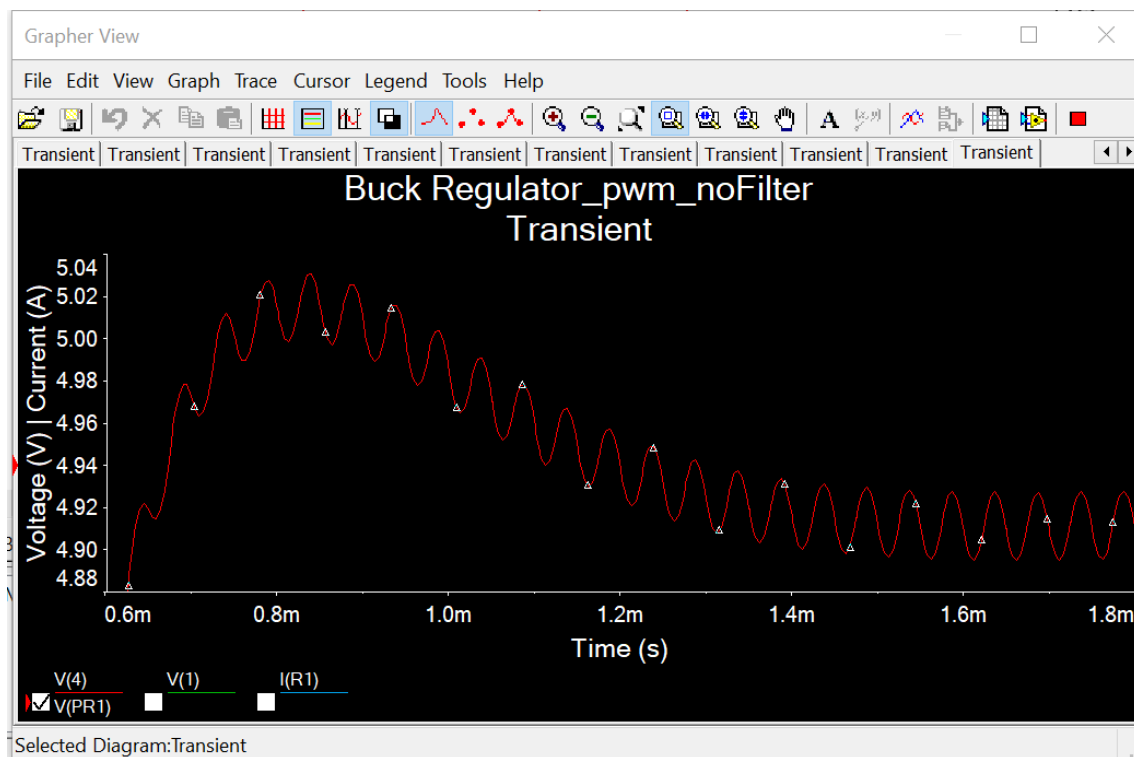 Grapher View
File Edit View Graph Trace Cursor Legend Tools Help
A
Transient Transient Transient Transient Transient Transient Transient Transient Transient Transient Transient Transient
Buck Regulator_pwm_noFilter
Transient
Voltage (V) | Current (A)
5.04
5.02
5.00
4.98
4.96
4.94
4.92
4.90
4.88
0.6m 0.8m 1.0m 1.2m 1.4m 1.6m 1.8m
Time (s)
V(4) V(1) I(R1)
V(PR1)
Selected Diagram:Transient